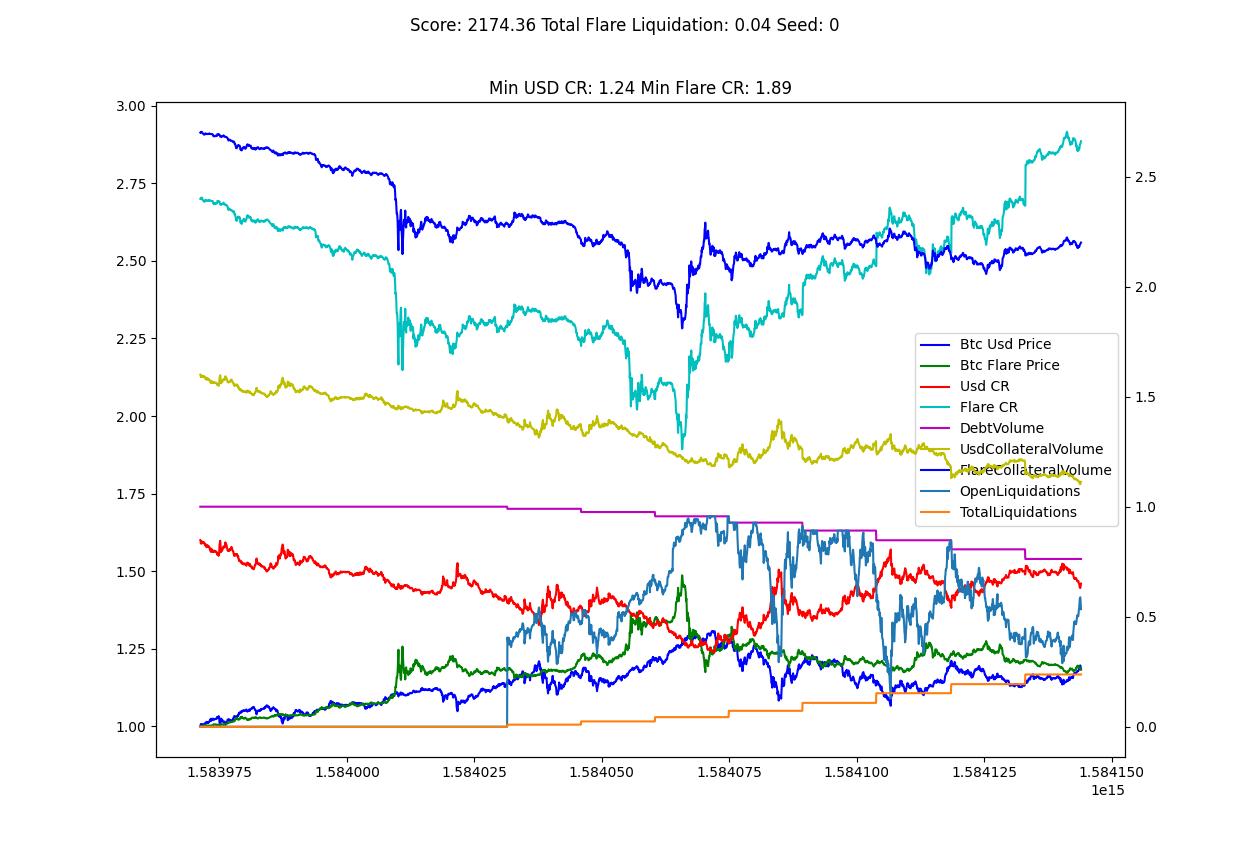 Score: 2174.36 Total Flare Liquidation: 0.04 Seed: 0
Min USD CR: 1.24 Min Flare CR: 1.89
3.00
2.75
2.50
2.25
2.00
1.75
1.50
1.25
1.00
2.5
2.0
1.5
1.0
0.5
0.0
Btc Usd Price
Btc Flare Price
Usd CR
Flare CR
DebtVolume
UsdCollateralVolume
FlareCollateralVolume
OpenLiquidations
TotalLiquidations
1.583975 1.584000 1.584025 1.584050 1.584075 1.584100 1.584125 1.584150
1e15